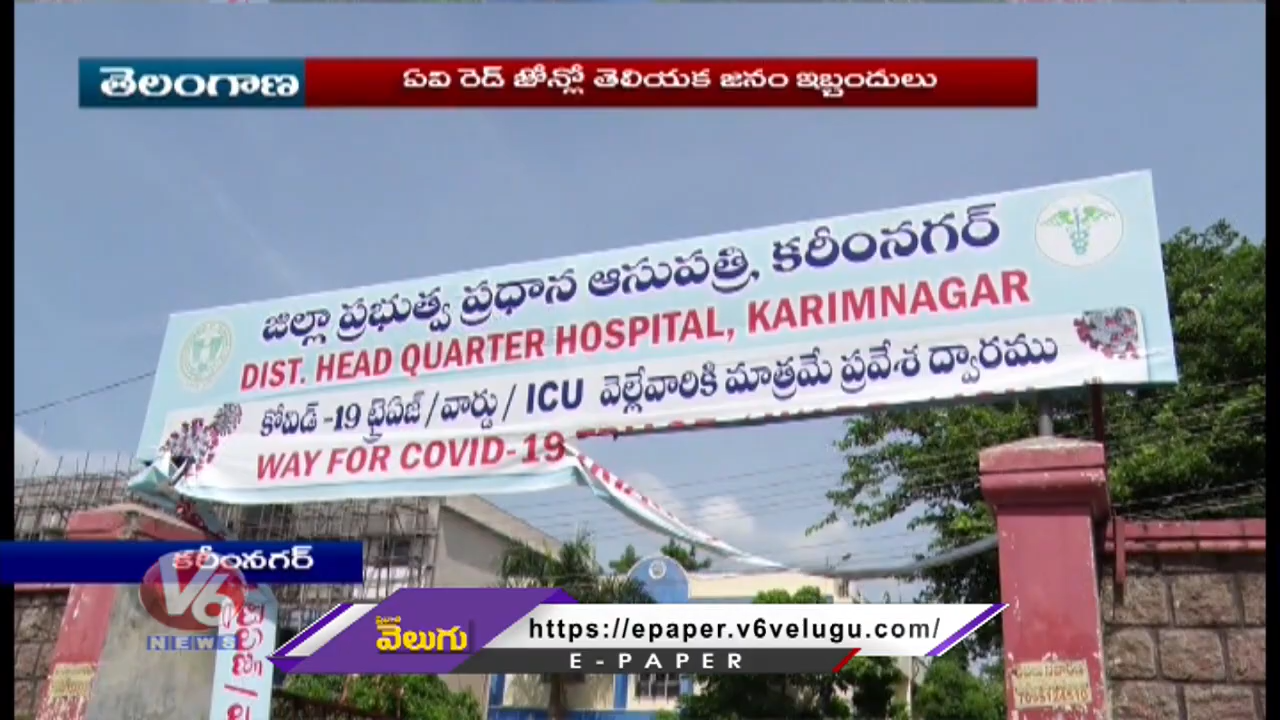 తెలంగాణ
ఏవి రెడ్ జోన్లో తెలియక జనం ఇబ్బందులు
జిల్లా ప్రభుత్వ ప్రధాన ఆసుపత్రి, కరీంనగర్
DIST. HEAD QUARTER HOSPITAL, KARIMNAGAR
కోవిడ్ -19 ట్రైపజ్ / వార్డు / ICU వెల్లేవారికి మాత్రమే ప్రవేశ ద్వారము
WAY FOR COVID-19
కరీంనగర్
V6
NEWS
వెలుగు
https://epaper.v6velugu.com/
E-PAPER